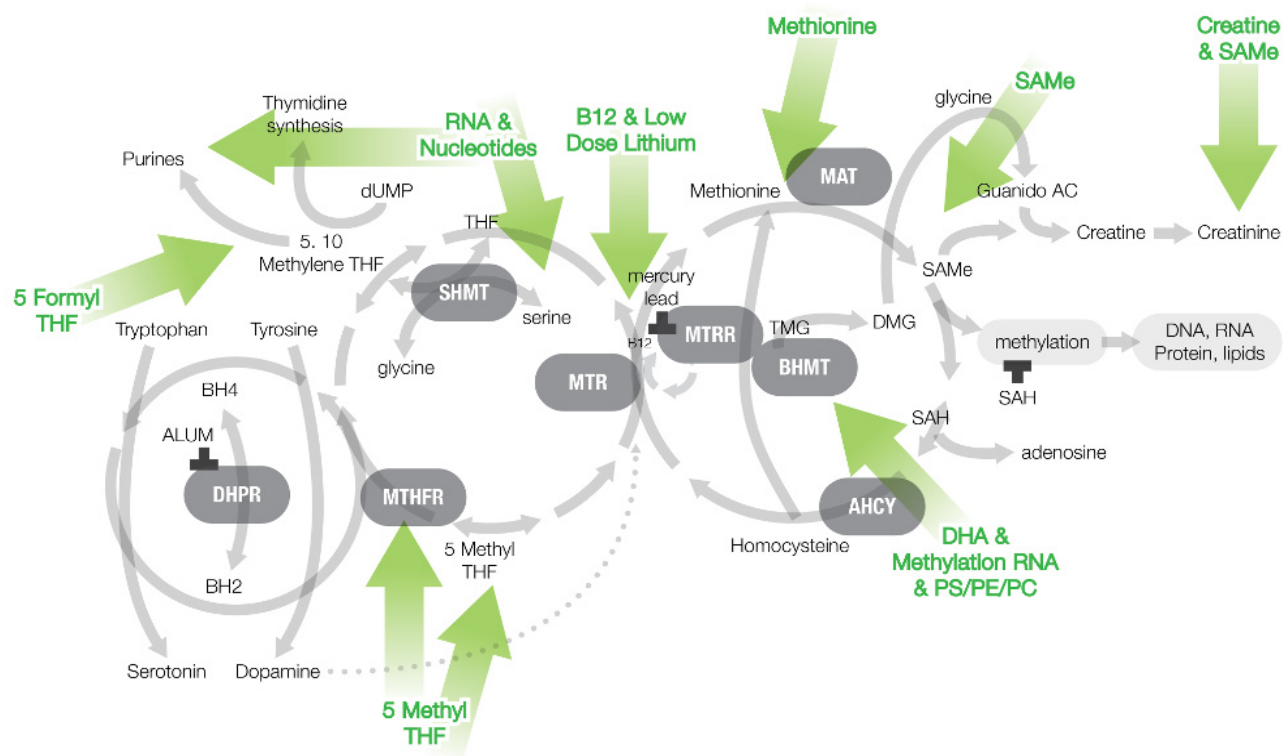 Methionine
Creatine
& SAMe
SAMe
glycine
Thymidine
synthesis
RNA &
Nucleotides
B12 & Low
Dose Lithium
Purines
dUMP
Methionine
MAT
Guanido AC
THF
5. 10
Methylene THF
Creatine
Creatinine
SAMe
5 Formyl
THF
SHMT
mercury
lead
serine
Tryptophan
Tyrosine
B12
MTRR
TMG
DMG
methylation
DNA, RNA
Protein, lipids
glycine
MTR
BHMT
BH4
SAH
SAH
ALUM
adenosine
DHPR
MTHFR
AHCY
Homocysteine
5 Methyl
THF
DHA &
Methylation RNA
& PS/PE/PC
BH2
Serotonin
Dopamine
5 Methyl
THF